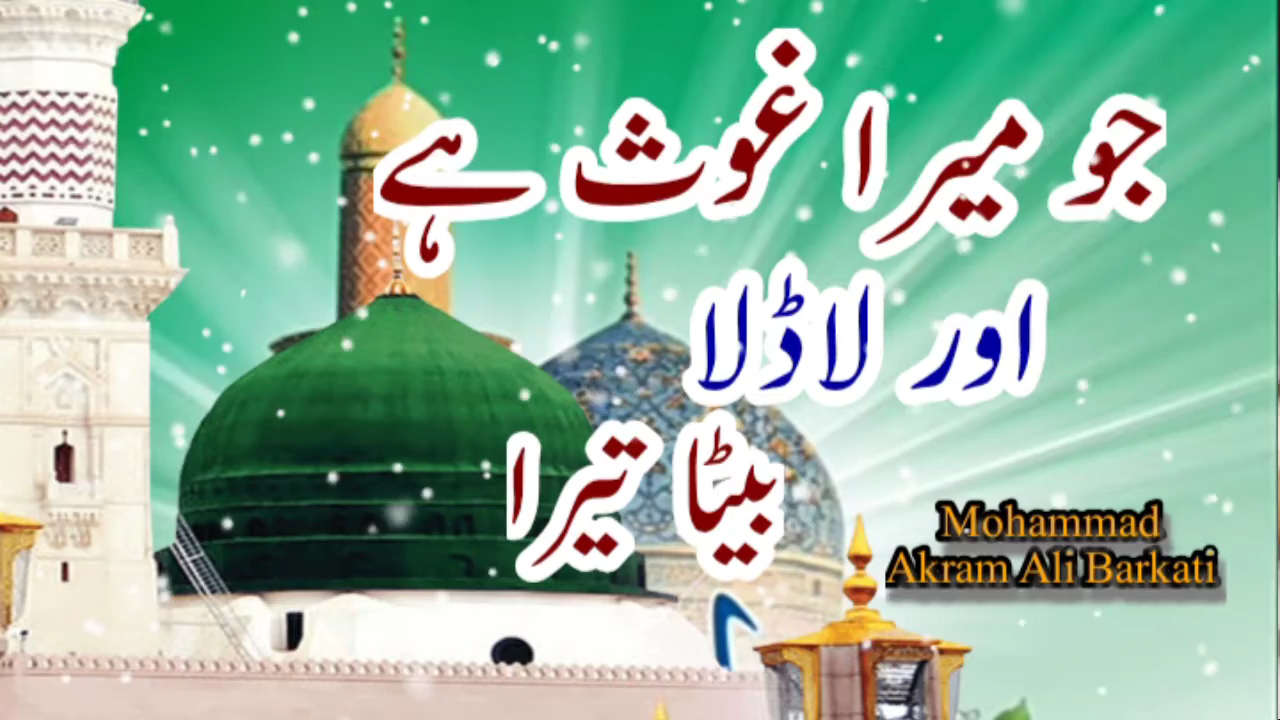 جو میرا غوث ہے
اور لاڈلا
بیٹا تیرا
Mohammad
Akram Ali Barkati